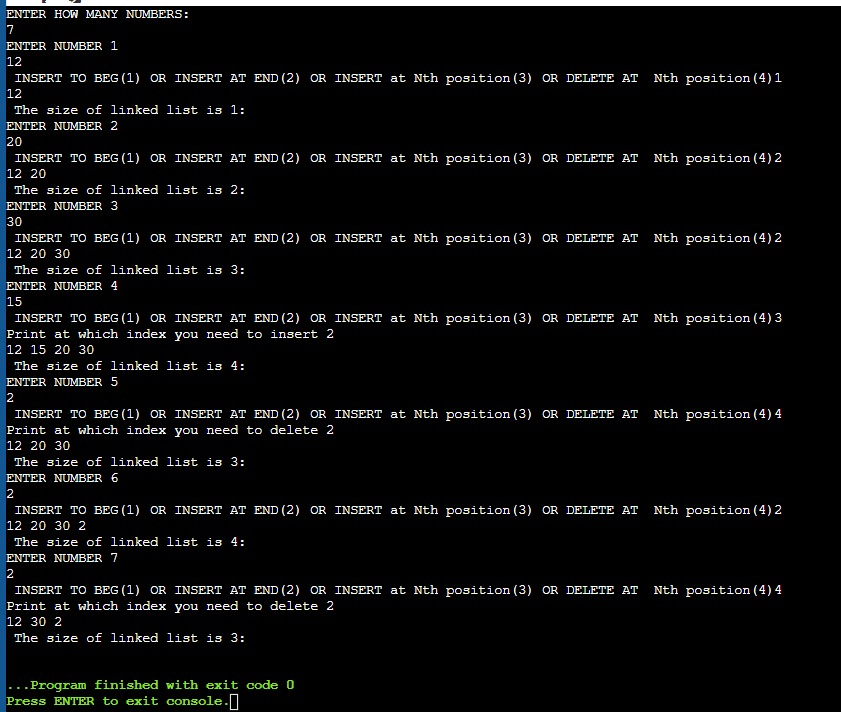 ENTER HOW MANY NUMBERS:
7
ENTER NUMBER 1
12
 INSERT TO BEG(1) OR INSERT AT END(2) OR INSERT at Nth position(3) OR DELETE AT  Nth position(4)1
12
 The size of linked list is 1:
ENTER NUMBER 2
20
 INSERT TO BEG(1) OR INSERT AT END(2) OR INSERT at Nth position(3) OR DELETE AT  Nth position(4)2
12 20
 The size of linked list is 2:
ENTER NUMBER 3
30
 INSERT TO BEG(1) OR INSERT AT END(2) OR INSERT at Nth position(3) OR DELETE AT  Nth position(4)2
12 20 30
 The size of linked list is 3:
ENTER NUMBER 4
15
 INSERT TO BEG(1) OR INSERT AT END(2) OR INSERT at Nth position(3) OR DELETE AT  Nth position(4)3
Print at which index you need to insert 2
12 15 20 30
 The size of linked list is 4:
ENTER NUMBER 5
2
 INSERT TO BEG(1) OR INSERT AT END(2) OR INSERT at Nth position(3) OR DELETE AT  Nth position(4)4
Print at which index you need to delete 2
12 20 30
 The size of linked list is 3:
ENTER NUMBER 6
2
 INSERT TO BEG(1) OR INSERT AT END(2) OR INSERT at Nth position(3) OR DELETE AT  Nth position(4)2
12 20 30 2
 The size of linked list is 4:
ENTER NUMBER 7
2
 INSERT TO BEG(1) OR INSERT AT END(2) OR INSERT at Nth position(3) OR DELETE AT  Nth position(4)4
Print at which index you need to delete 2
12 30 2
 The size of linked list is 3:
...Program finished with exit code 0
Press ENTER to exit console.